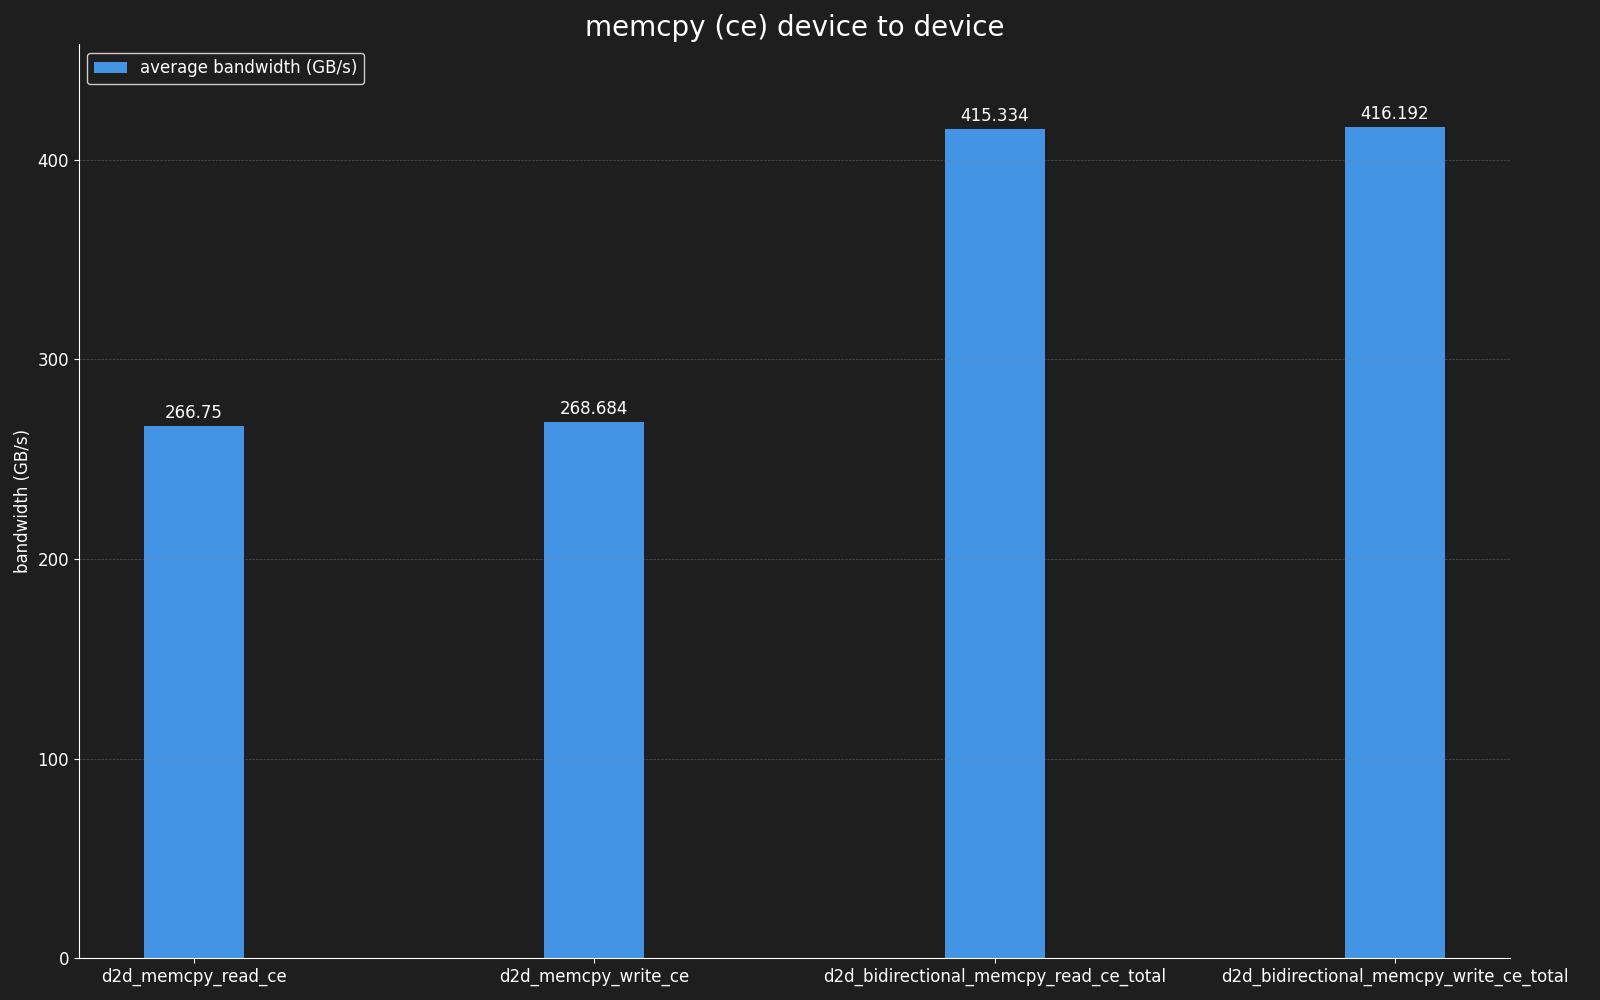 memcpy (ce) device to device
average bandwidth (GB/s)
415.334
416.192
400
300
266.75
268.684
bandwidth (GB/s)
200
100
0
d2d_memcpy_read_ce
d2d_memcpy_write_ce
d2d_bidirectional_memcpy_read_ce_total
d2d_bidirectional_memcpy_write_ce_total